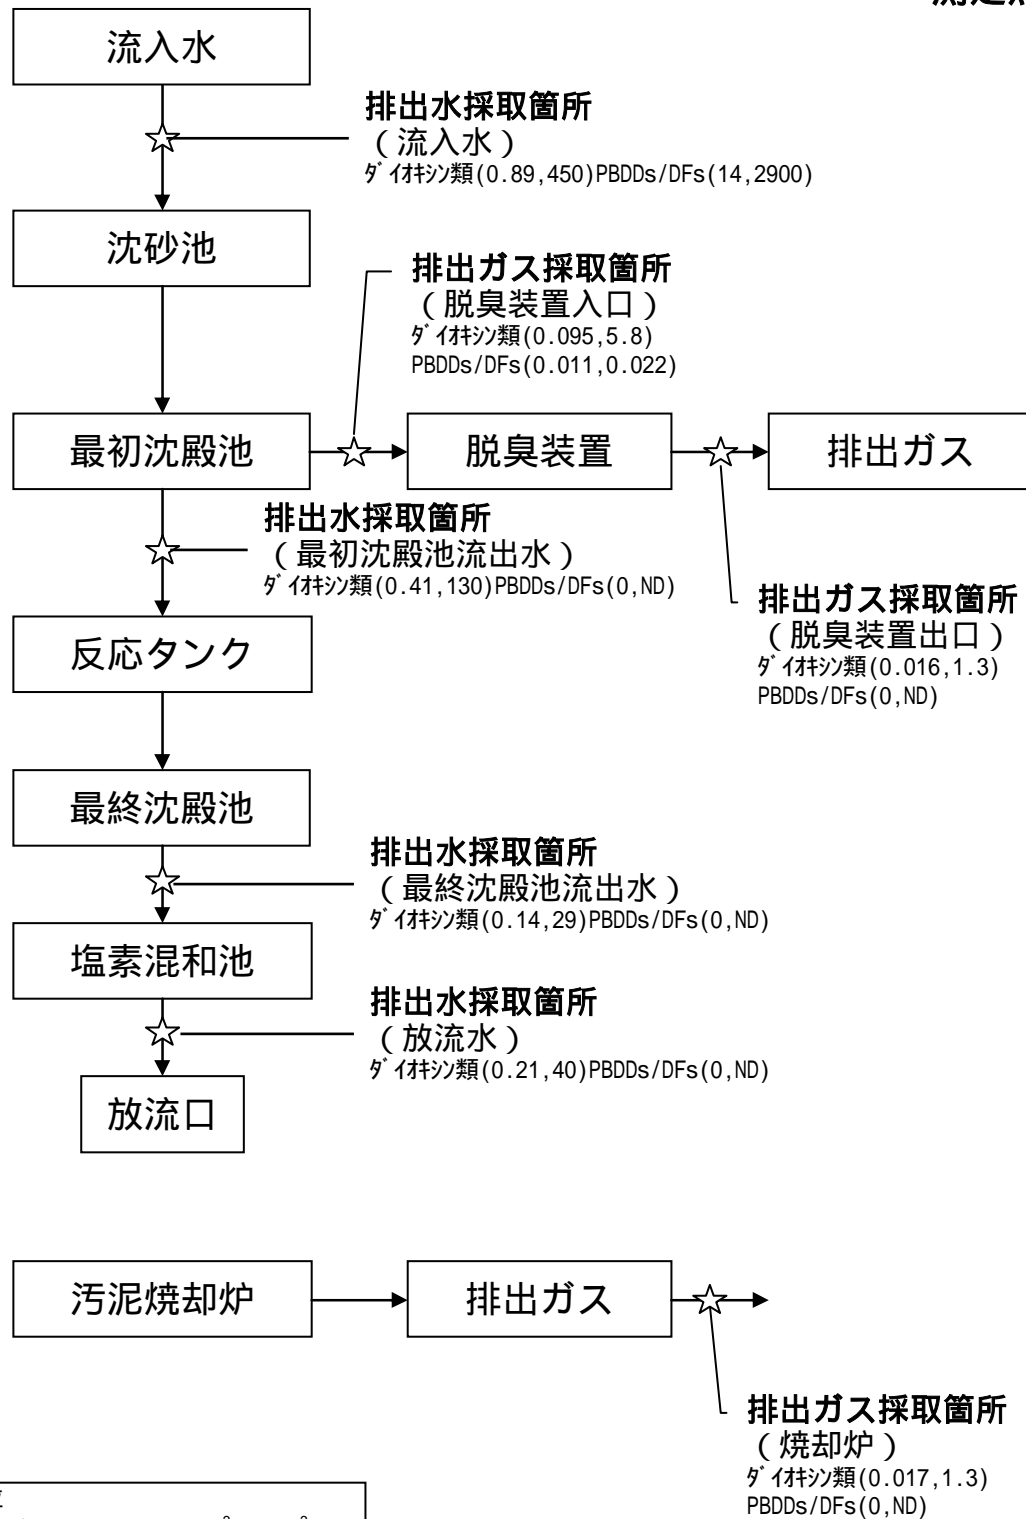 流入水
排出水採取箇所
(流入水)
ダイオキシン類(0.89,450)PBDDs/DFs(14,2900)
沈砂池
排出ガス採取箇所
(脱臭装置入口)
ダイオキシン類(0.095,5.8)
PBDDs/DFs(0.011,0.022)
最初沈殿池
脱臭装置
排出ガス
排出水採取箇所
(最初沈殿池流出水)
ダイオキシン類(0.41,130)PBDDs/DFs(0,ND)
排出ガス採取箇所
(脱臭装置出口)
ダイオキシン類(0.016,1.3)
PBDDs/DFs(0,ND)
反応タンク
最終沈殿池
排出水採取箇所
(最終沈殿池流出水)
ダイオキシン類(0.14,29)PBDDs/DFs(0,ND)
塩素混和池
排出水採取箇所
(放流水)
ダイオキシン類(0.21,40)PBDDs/DFs(0,ND)
放流口
汚泥焼却炉
排出ガス
排出ガス採取箇所
(焼却炉)
ダイオキシン類(0.017,1.3)
PBDDs/DFs(0,ND)